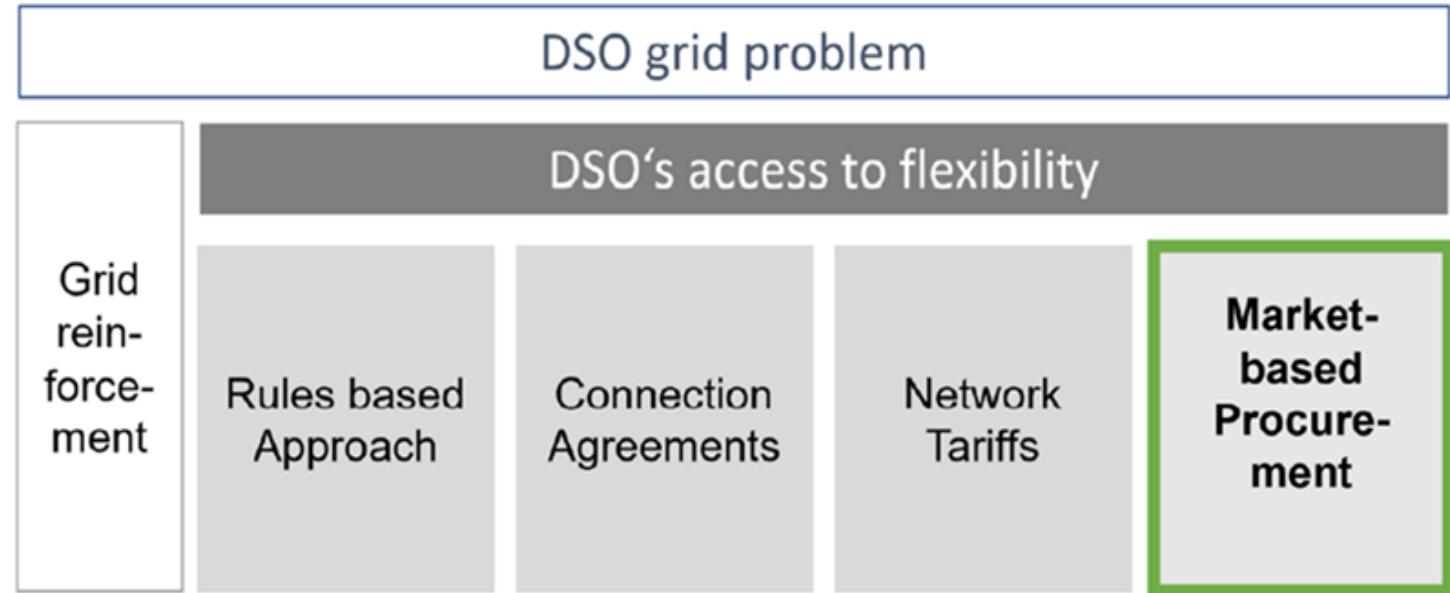 DSO grid problem
DSO‘s access to flexibility
Grid
rein-
force-
ment
Rules based
Approach
Connection
Agreements
Network
Tariffs
Market-
based
Procure-
ment